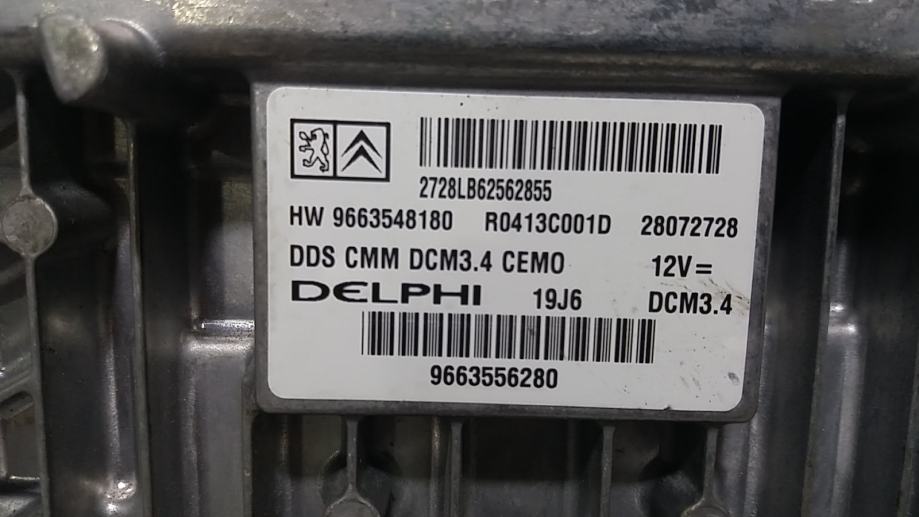 2728LB62562855
HW 9663548180 R0413C001D 28072728
DDS CMM DCM3.4 CEMO 12V=
DELPHI 19J6 DCM3.4
9663556280